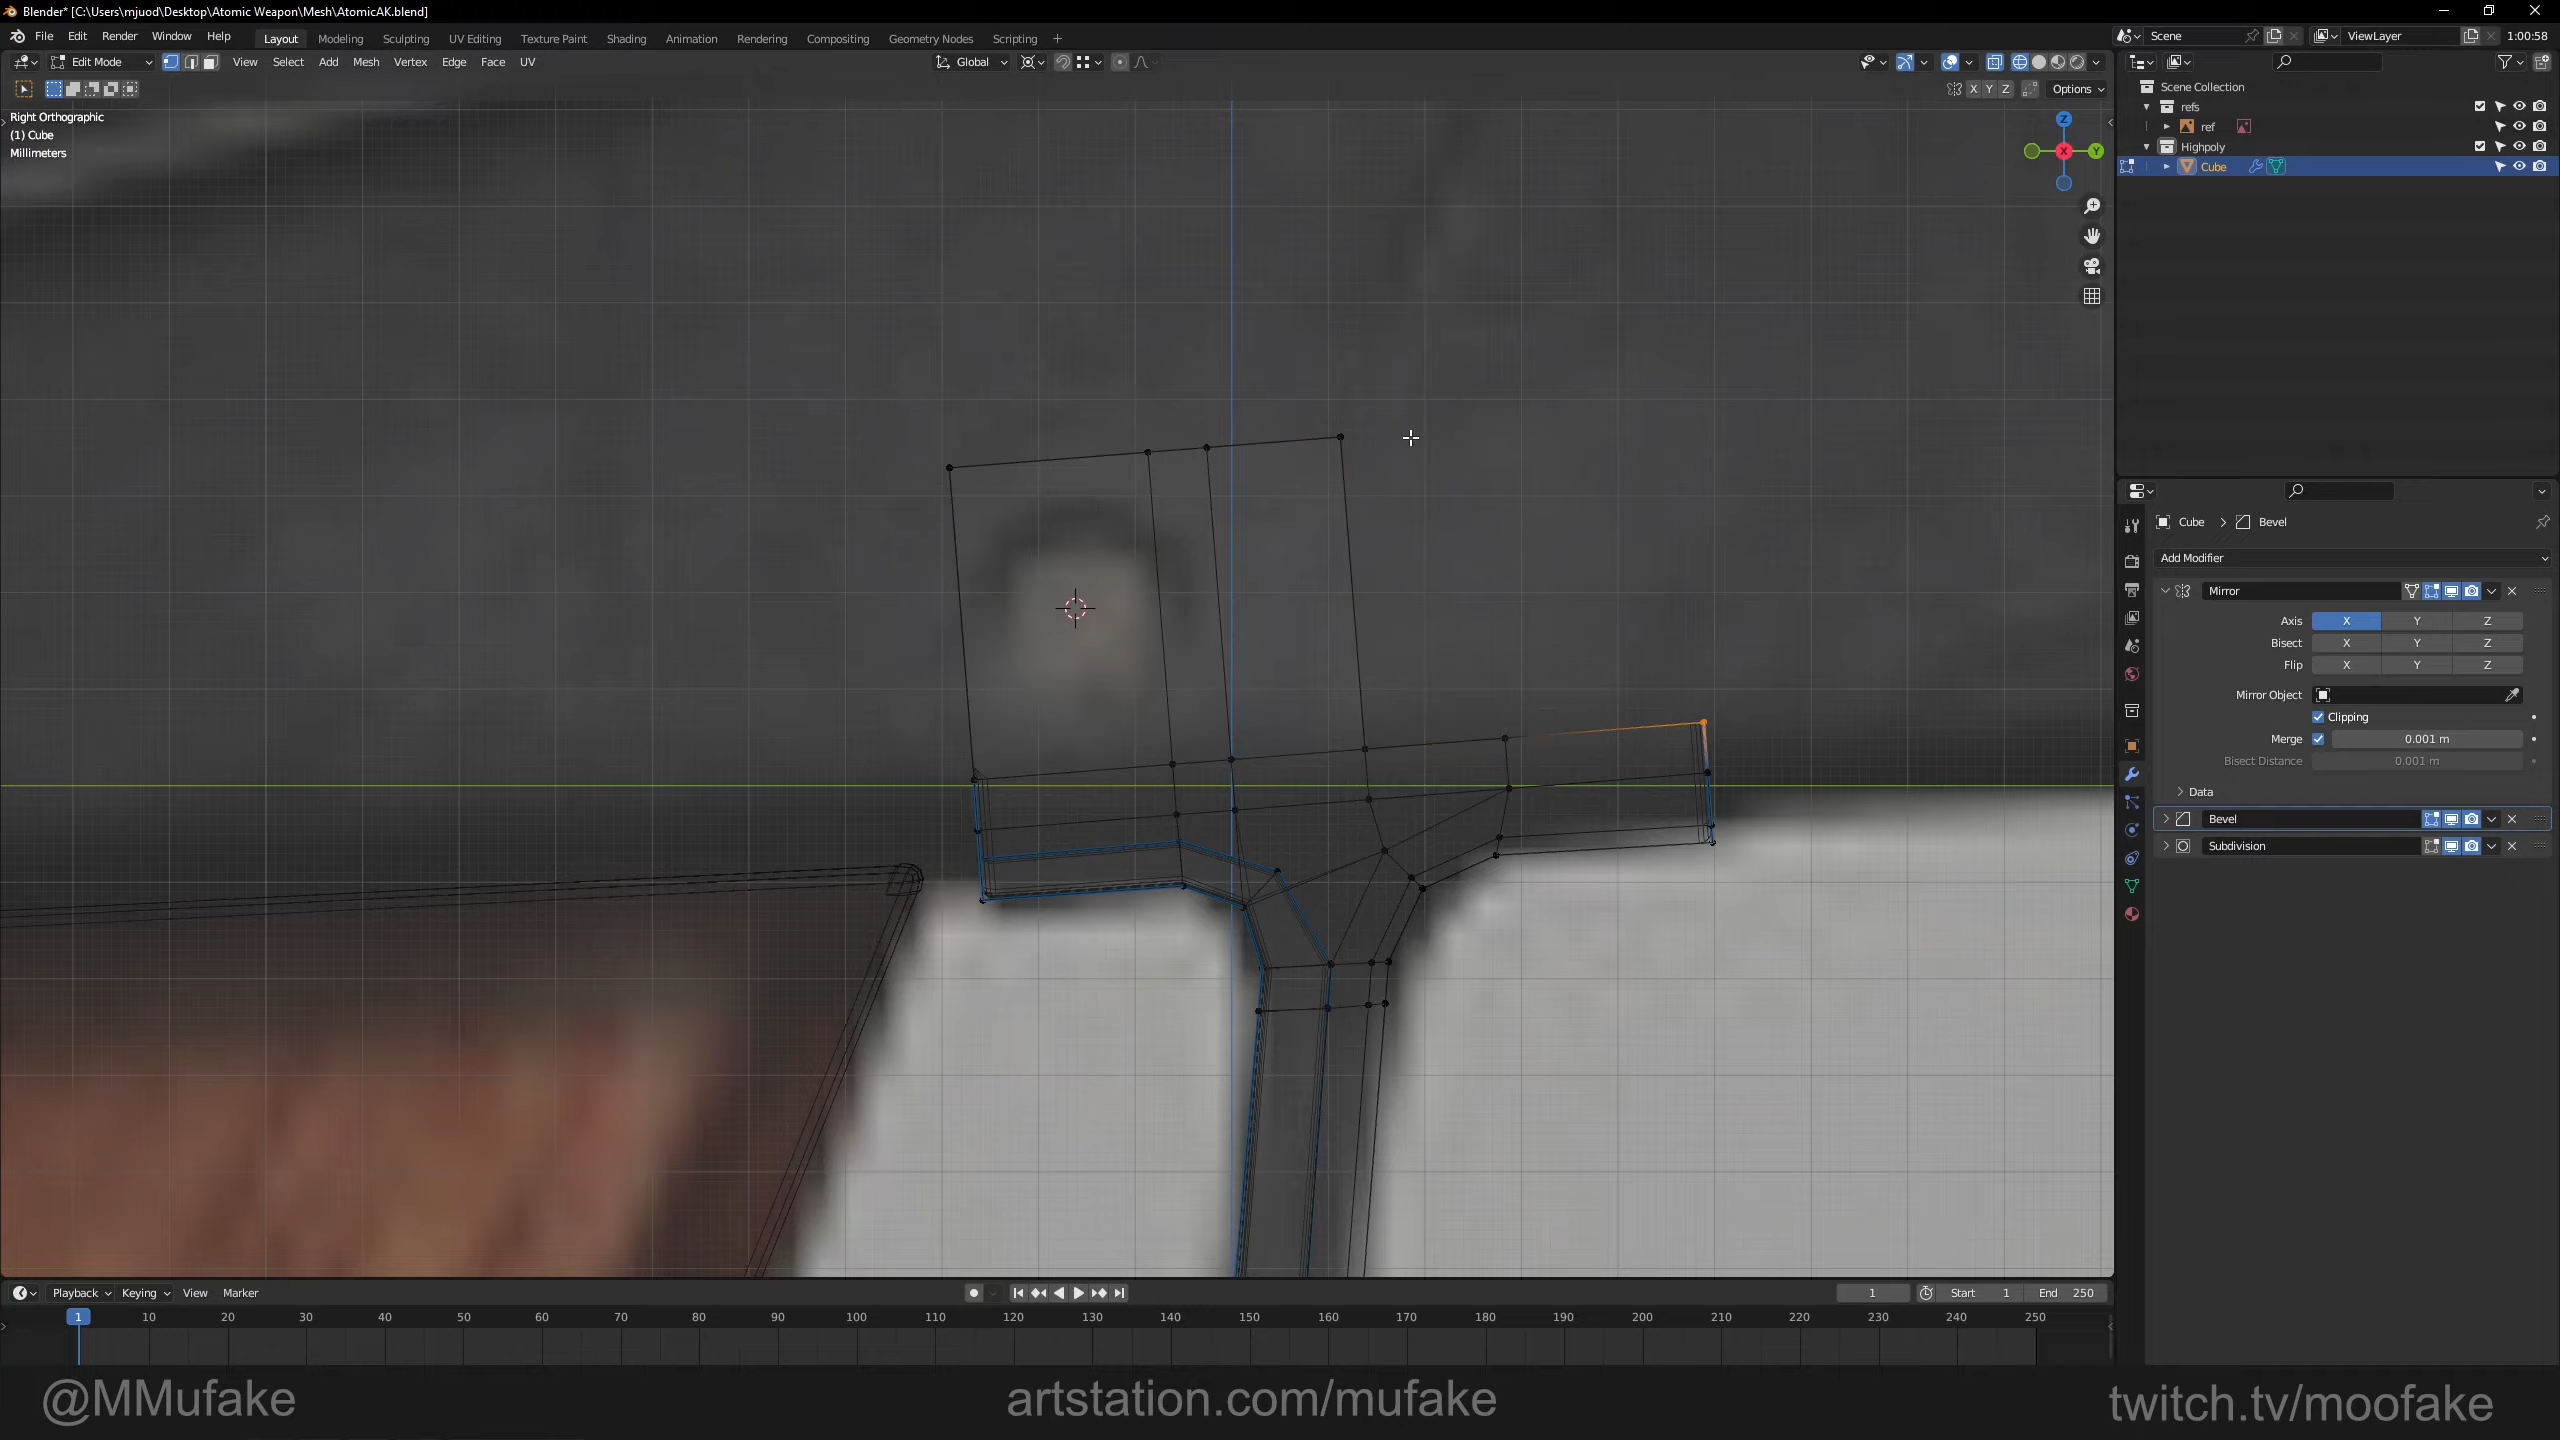 Blender* [C:\Users\mjuod\Desktop\Atomic Weapon\Mesh\AtomicAK.blend]
File Edit Render Window Help Layout Modeling Sculpting UV Editing Texture Paint Shading Animation Rendering Compositing Geometry Nodes Scripting + Scene ViewLayer 1:00:58
Edit Mode View Select Add Mesh Vertex Edge Face UV Global
X Y Z Options
Right Orthographic
(1) Cube
Millimeters
Z
X
Y
Scene Collection
refs
ref
Highpoly
Cube
Cube > Bevel
Add Modifier
Mirror
Axis X Y Z
Bisect X Y Z
Flip X Y Z
Mirror Object
Clipping
Merge 0.001 m
Bisect Distance 0.001 m
Data
Bevel
Subdivision
Playback Keying View Marker 1 Start 1 End 250
1 10 20 30 40 50 60 70 80 90 100 110 120 130 140 150 160 170 180 190 200 210 220 230 240 250
@MMufake artstation.com/mufake twitch.tv/moofake